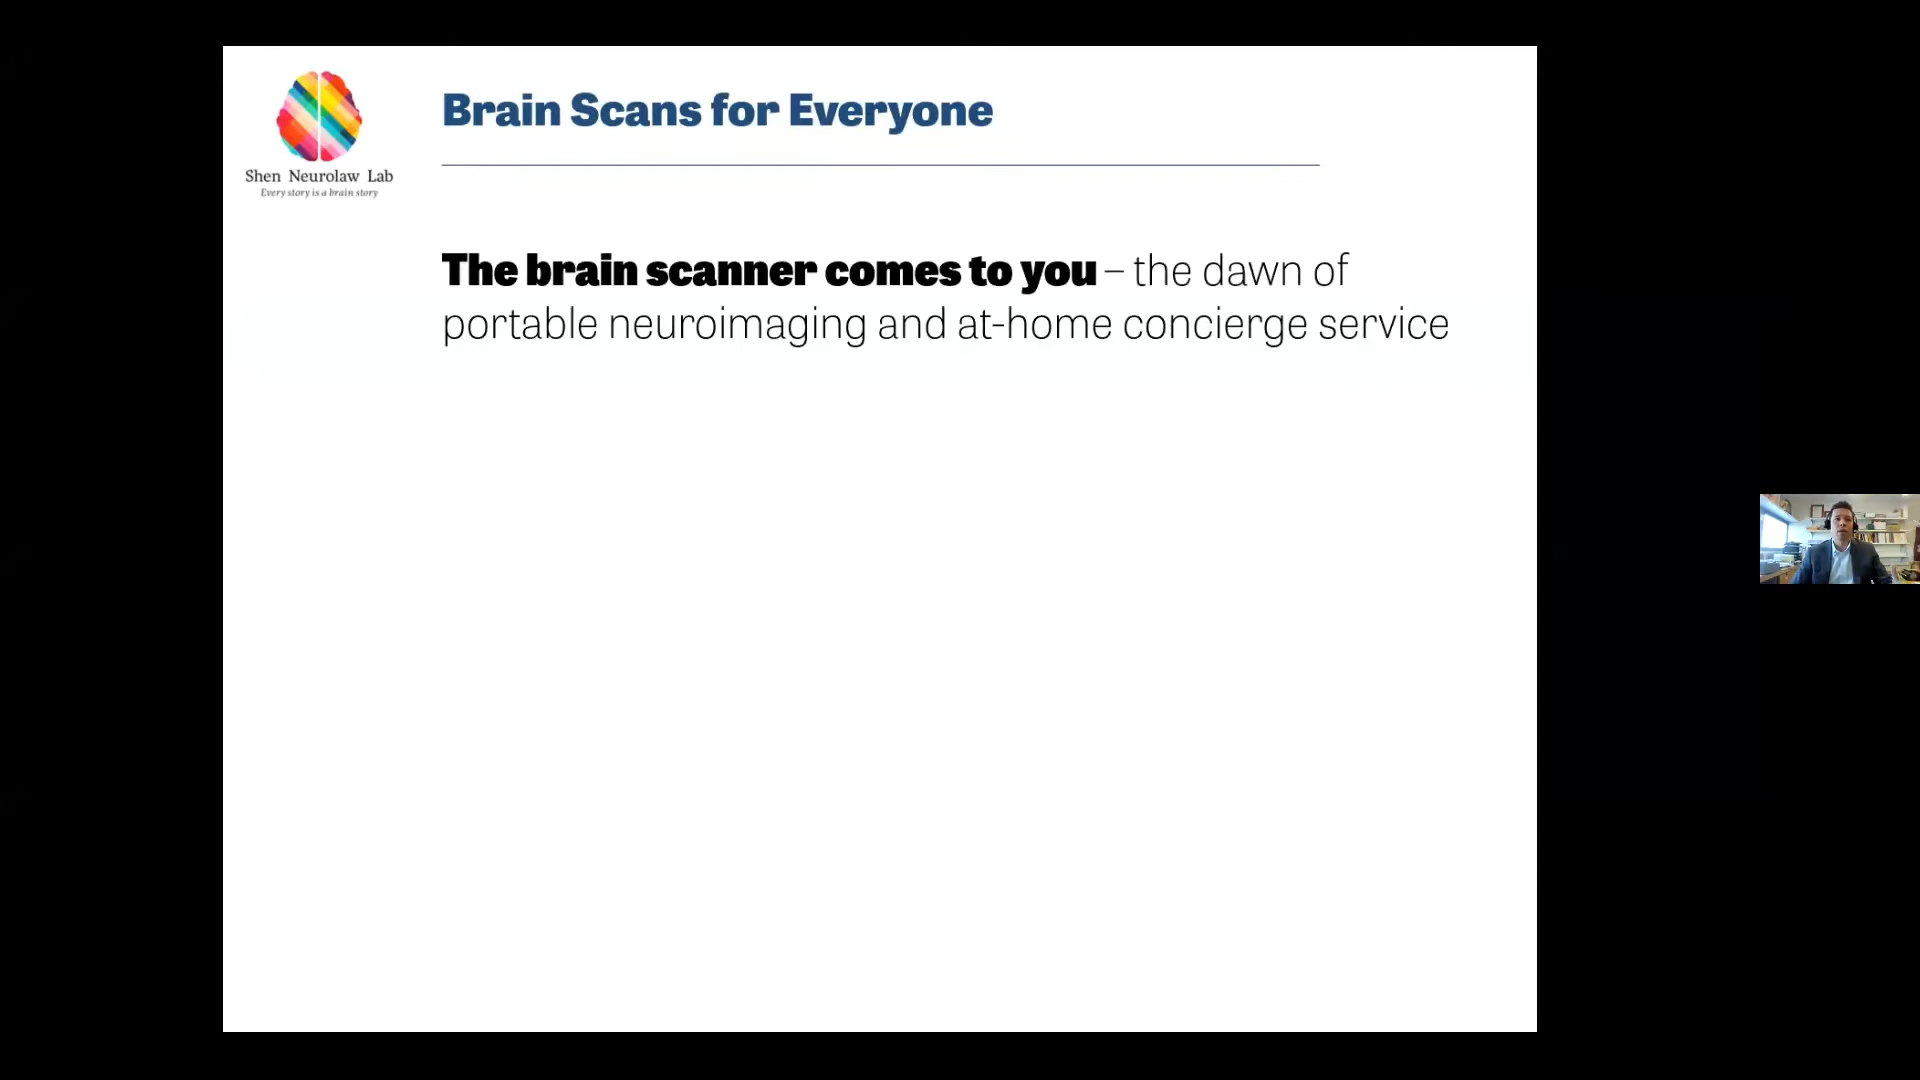 Brain Scans for Everyone
Shen Neurolaw Lab
Every story is a brain story
The brain scanner comes to you – the dawn of
portable neuroimaging and at-home concierge service